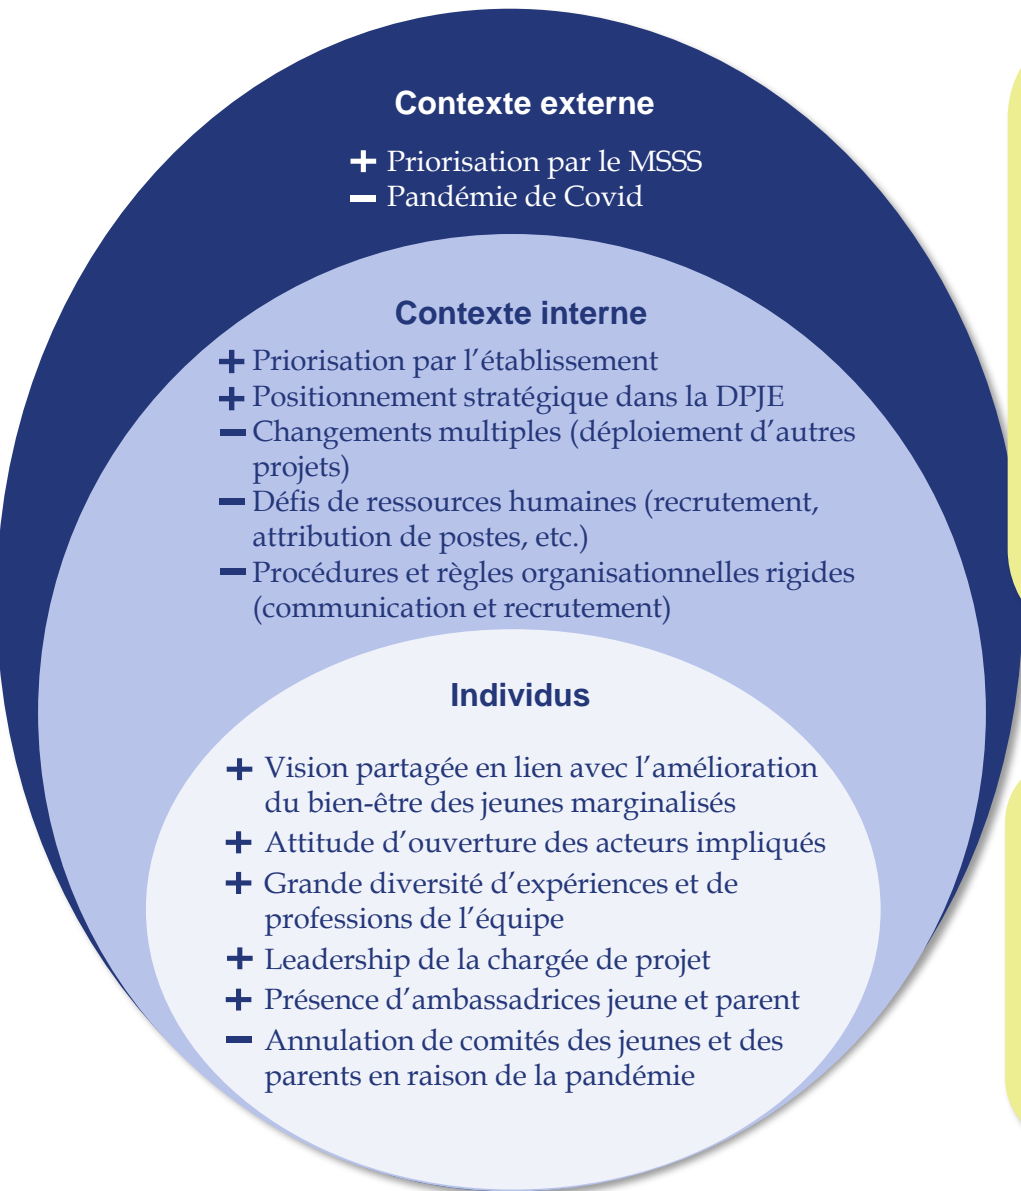 Contexte externe
+ Priorisation par le MSSS
− Pandémie de Covid
Contexte interne
+ Priorisation par l’établissement
+ Positionnement stratégique dans la DPJE
− Changements multiples (déploiement d’autres
projets)
− Défis de ressources humaines (recrutement,
attribution de postes, etc.)
− Procédures et règles organisationnelles rigides
(communication et recrutement)
Individus
+ Vision partagée en lien avec l’amélioration
du bien-être des jeunes marginalisés
+ Attitude d’ouverture des acteurs impliqués
+ Grande diversité d’expériences et de
professions de l’équipe
+ Leadership de la chargée de projet
+ Présence d’ambassadrices jeune et parent
− Annulation de comités des jeunes et des
parents en raison de la pandémie